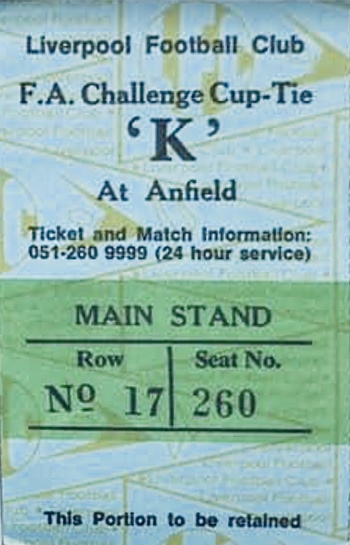 Liverpool Football Club
F.A. Challenge Cup-Tie
‘K’
At Anfield
Ticket and Match Information:
051-260 9999 (24 hour service)
MAIN STAND
Row Seat No.
Nº 17 260
This Portion to be retained